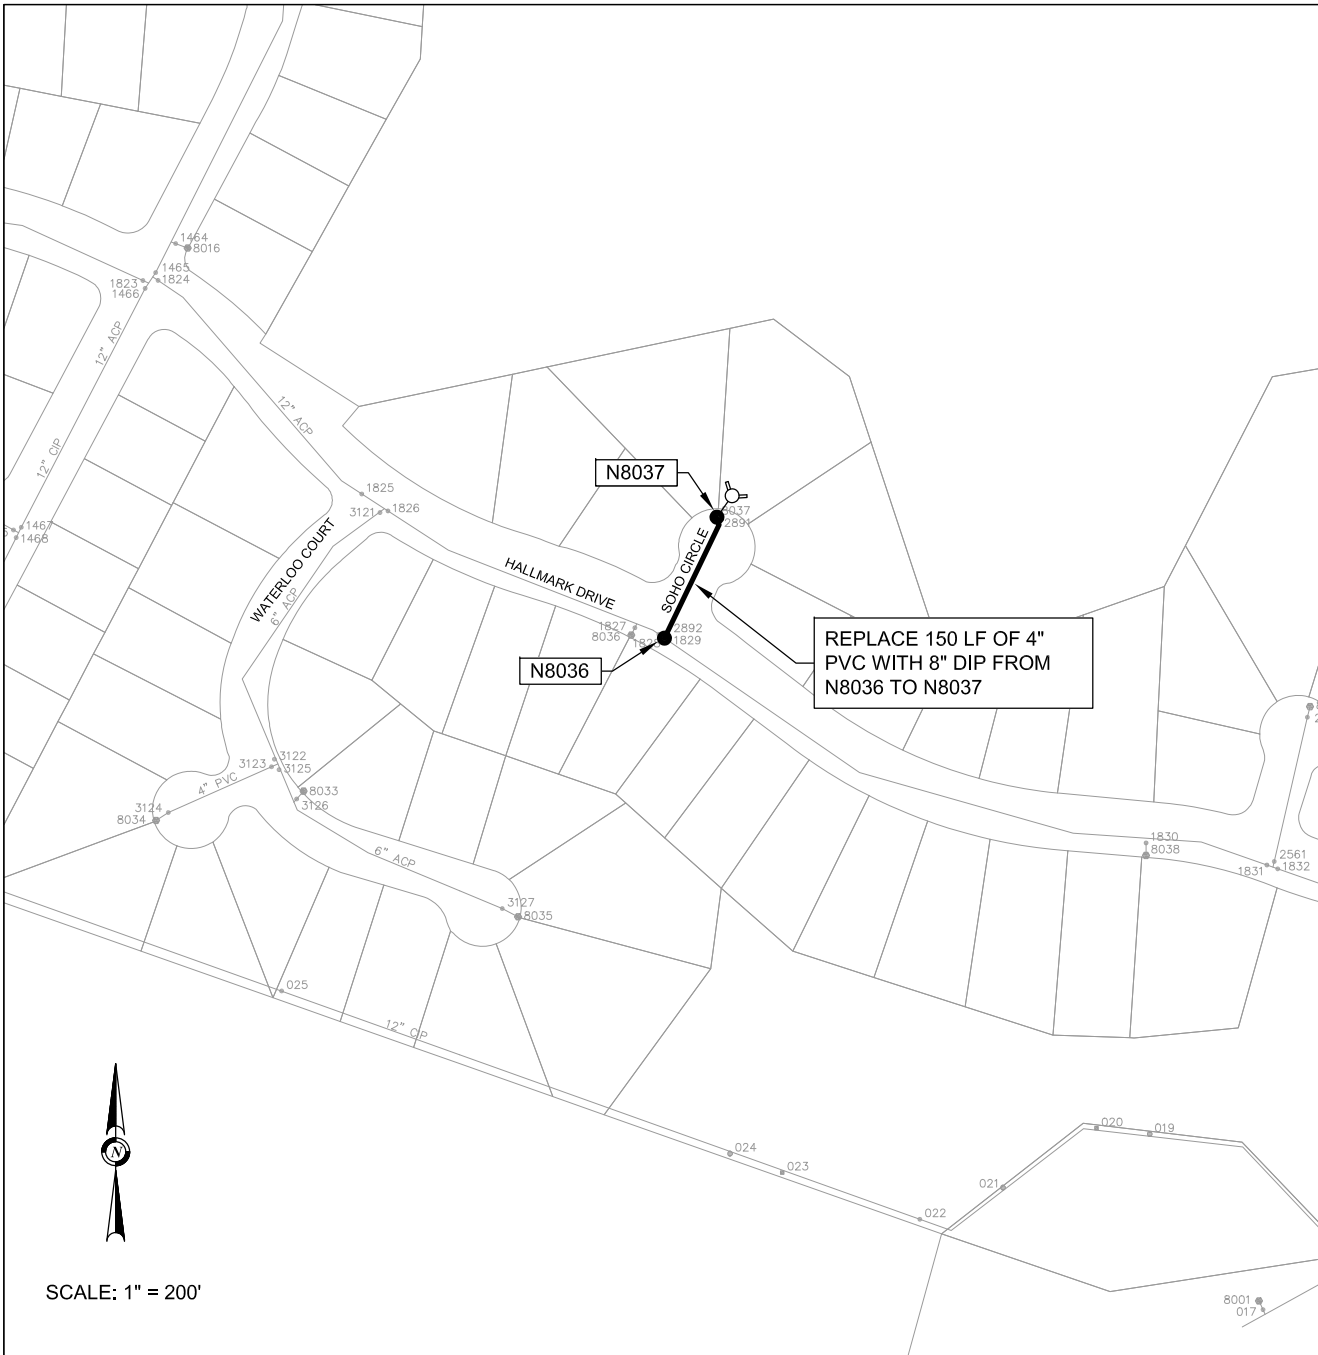 1464
8016
1465
1824
1823
1466
12" ACP
12" ACP
12" CIP
1467
1468
1825
1826
3121
N8037
8037
2891
WATERLOO COURT
6" ACP
HALLMARK DRIVE
SOHO CIRCLE
1827
8036
2892
1829
N8036
REPLACE 150 LF OF 4"
PVC WITH 8" DIP FROM
N8036 TO N8037
3122
3123
3125
4" PVC
8033
3126
3124
8034
6" ACP
3127
8035
1830
8038
2561
1831
1832
025
12" CIP
024
023
022
021
020
019
8001
017
N
SCALE: 1" = 200'